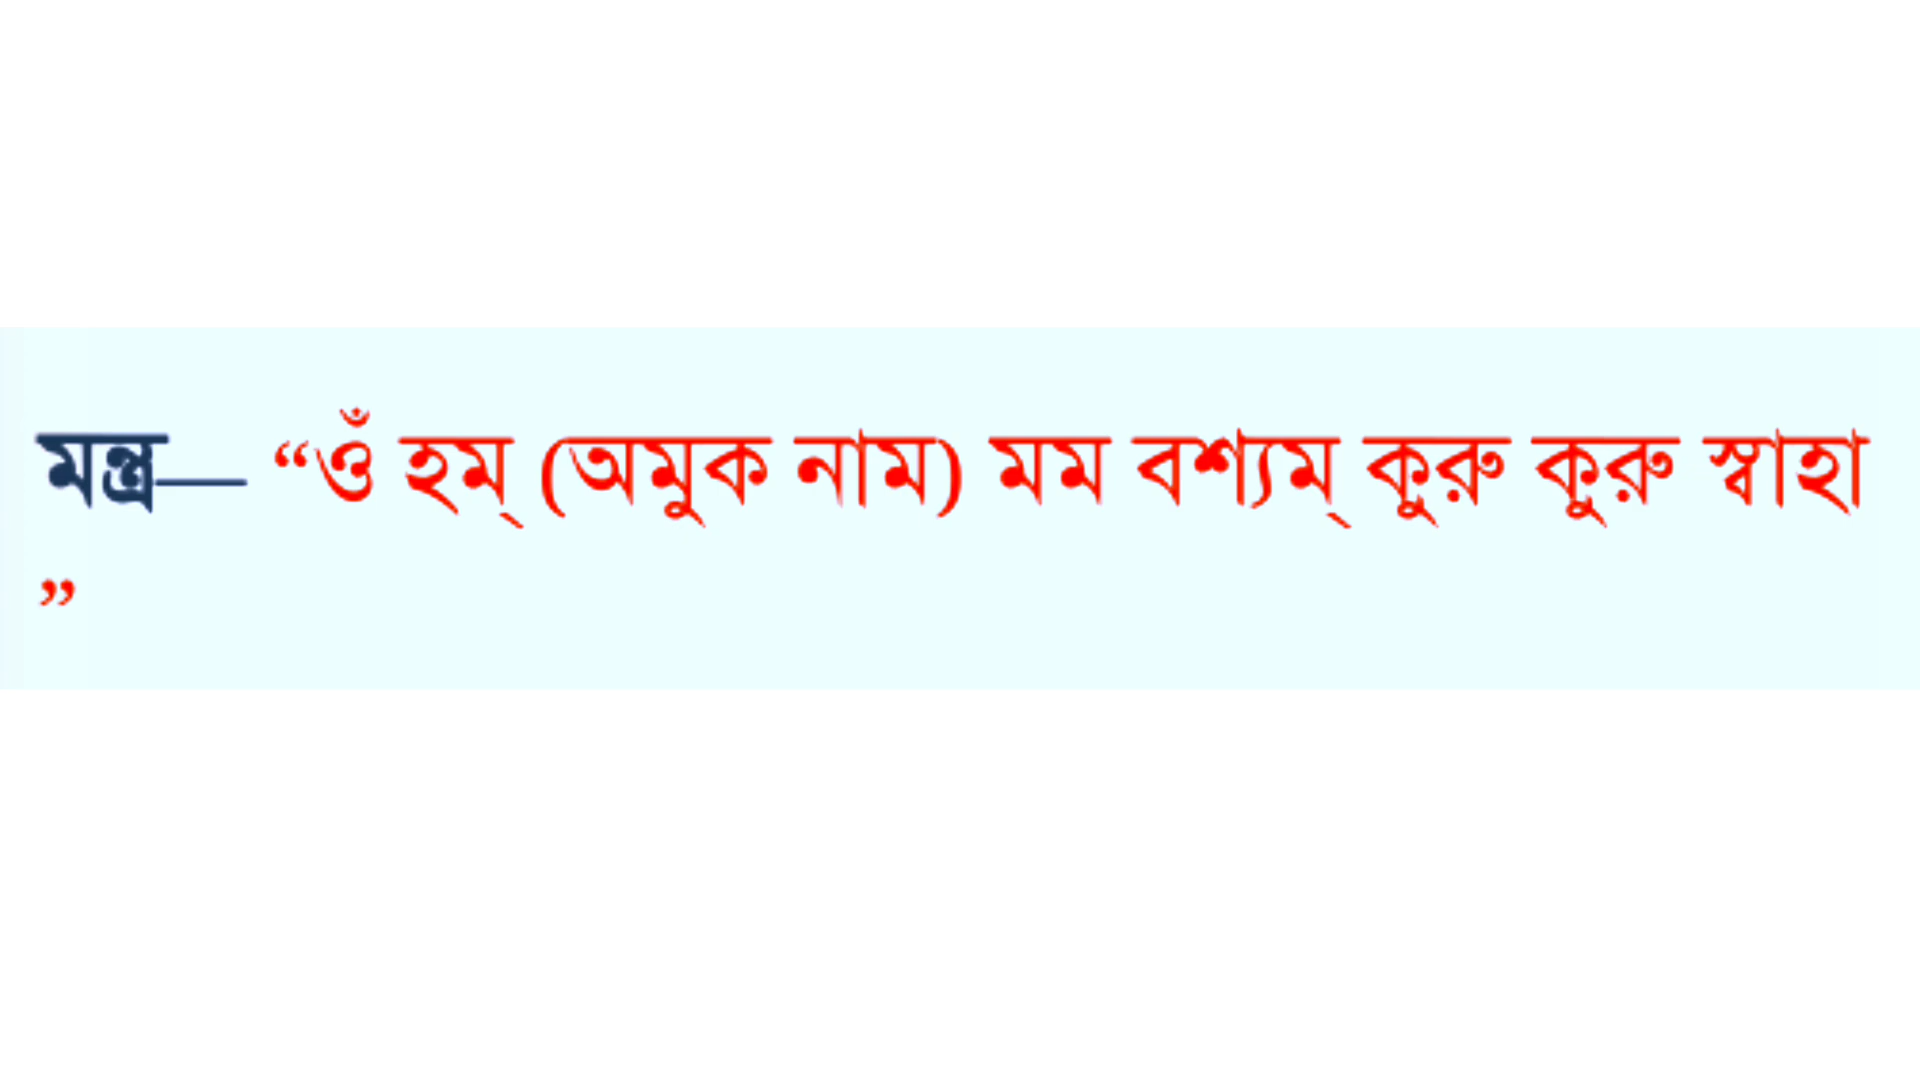 মন্ত্র— “ওঁ হম্ (অমুক নাম) মম বশ্যম্ কুরু কুরু স্বাহা
”